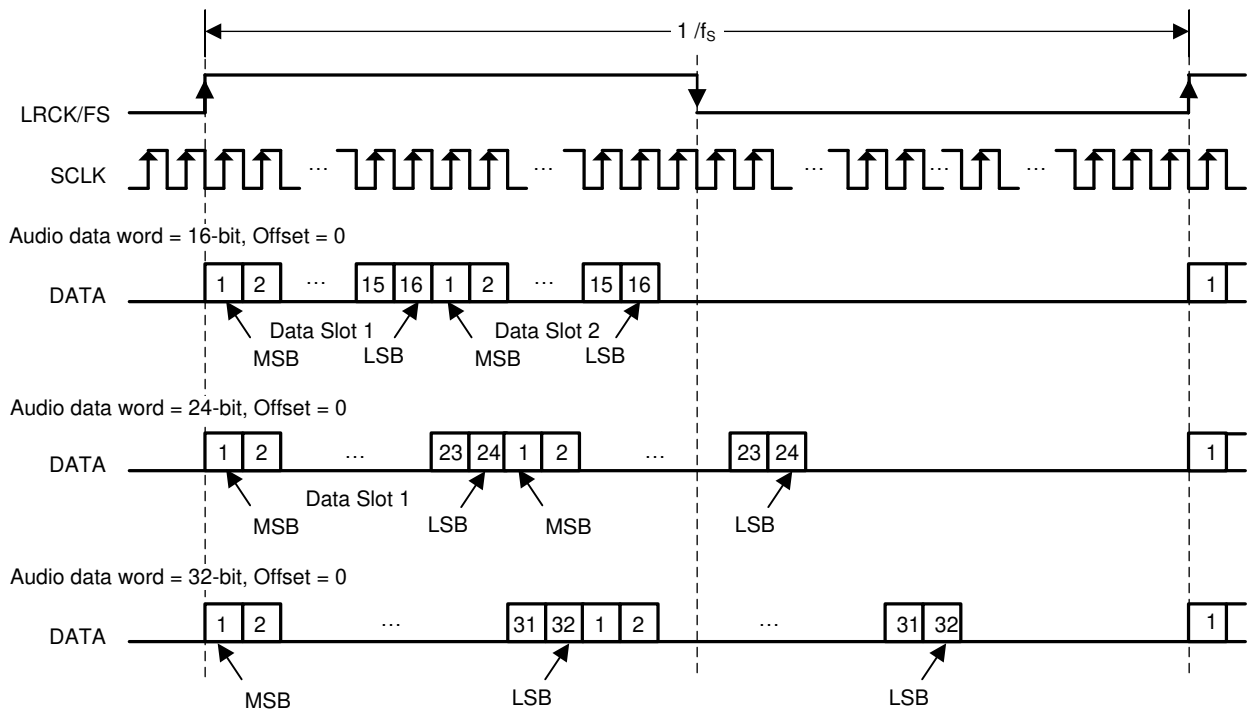 1 /fS
LRCK/FS
SCLK ... ... ... ... ...
Audio data word = 16-bit, Offset = 0
DATA 1 2 ... 15 16 1 2 ... 15 16 1
Data Slot 1 Data Slot 2
MSB LSB MSB LSB
Audio data word = 24-bit, Offset = 0
DATA 1 2 ... 23 24 1 2 ... 23 24 1
Data Slot 1
MSB LSB MSB LSB
Audio data word = 32-bit, Offset = 0
DATA 1 2 ... 31 32 1 2 ... 31 32 1
MSB LSB LSB